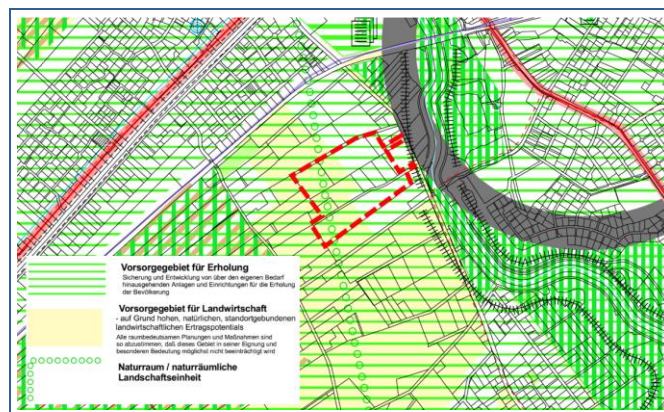 Vorsorgegebiet für Erholung
Sicherung und Entwicklung von über den eigenen Bedarf
hinausgehenden Anlagen und Einrichtungen für die Erholung
der Bevölkerung
Vorsorgegebiet für Landwirtschaft
- auf Grund hohen, natürlichen, standortgebundenen
landwirtschaftlichen Ertragspotentials
Alle raumbedeutsamen Planungen und Maßnahmen sind
so abzustimmen, daß dieses Gebiet in seiner Eignung und
besonderen Bedeutung möglichst nicht beeinträchtigt wird
Naturraum / naturräumliche
Landschaftseinheit